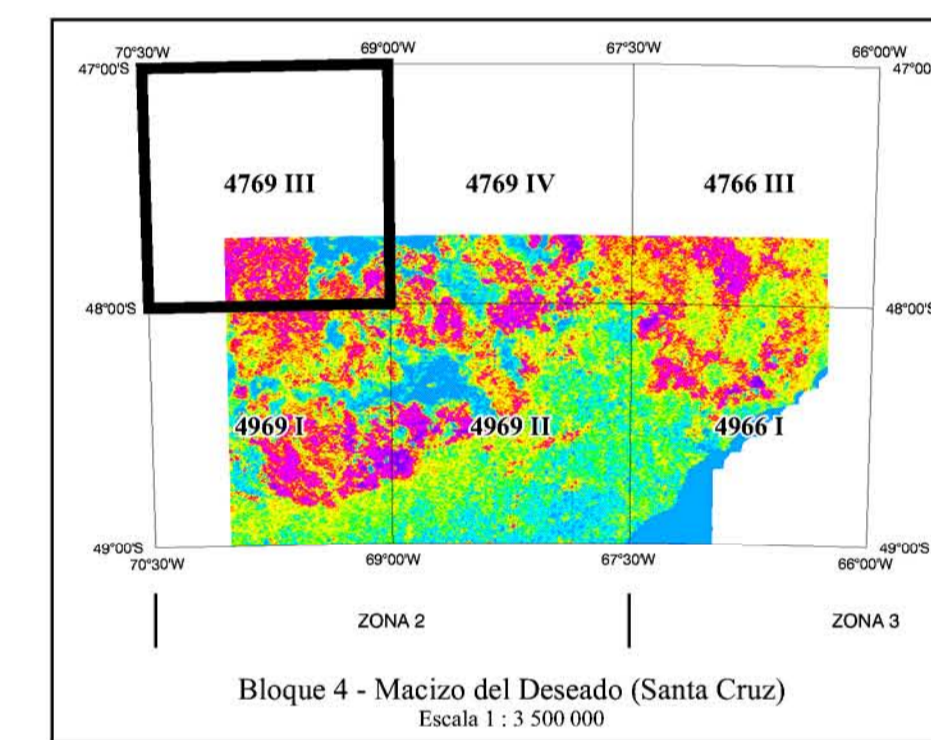 70°30'W 69°00'W 67°30'W 66°00'W
47°00'S 47°00
4769 III 4769 IV 4766 III
48°00'S 48°00'S
4969 I 4969 II 4966 I
49°00'S 49°00'S
70°30'W 69°00'W 67°30'W 66°00'W
ZONA 2 ZONA 3
Bloque 4 - Macizo del Deseado (Santa Cruz)
Escala 1 : 3 500 000